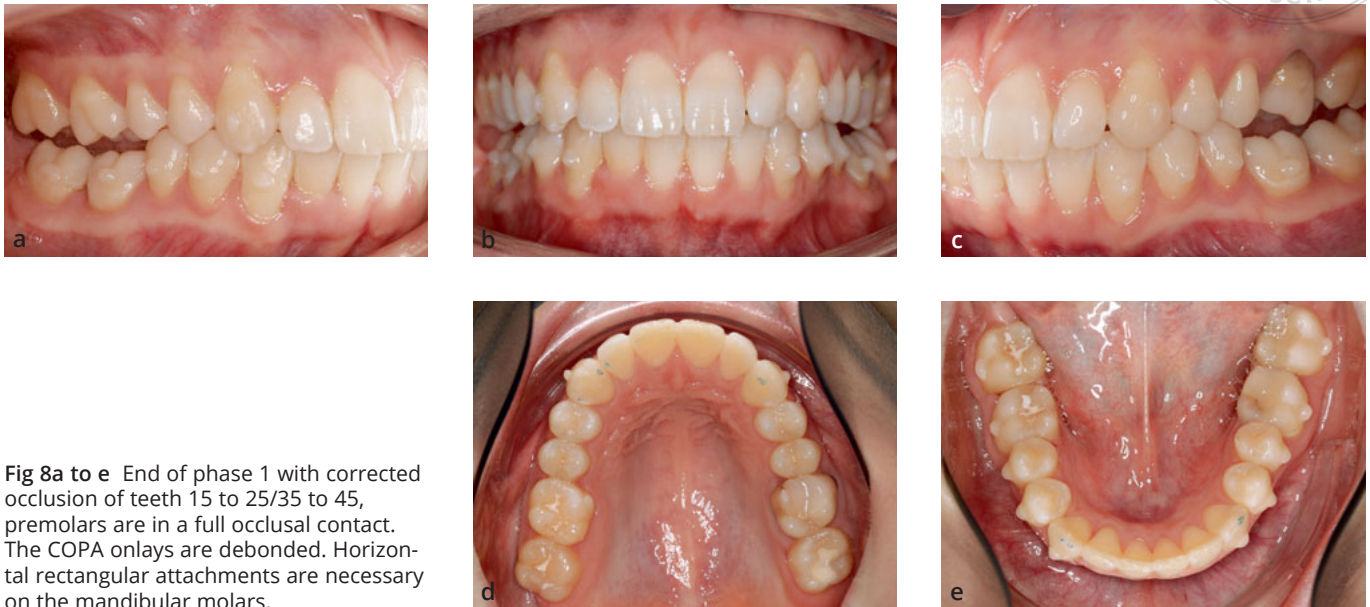 a
b
c
d
e
Fig 8a to e End of phase 1 with corrected
occlusion of teeth 15 to 25/35 to 45,
premolars are in a full occlusal contact.
The COPA onlays are debonded. Horizon-
tal rectangular attachments are necessary
on the mandibular molars.